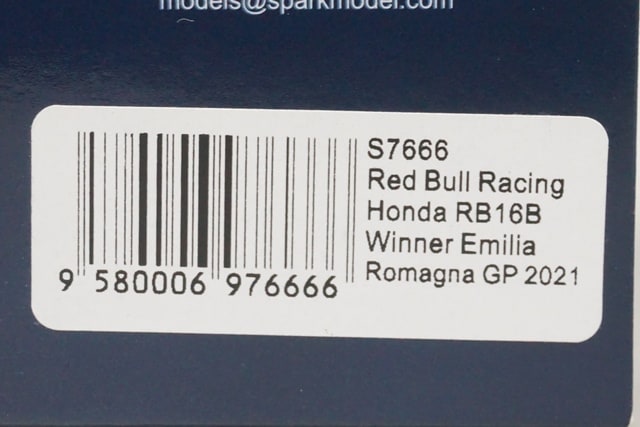 models@sparkmodel.com
S7666
Red Bull Racing
Honda RB16B
Winner Emilia
Romagna GP 2021
9 580006 976666